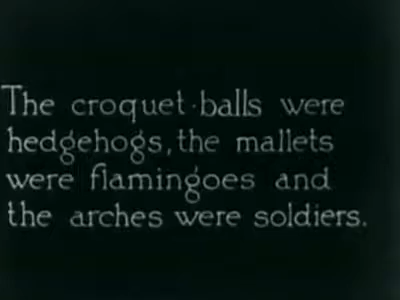 The croquet-balls were
hedgehogs, the mallets
were flamingoes and
the arches were soldiers.